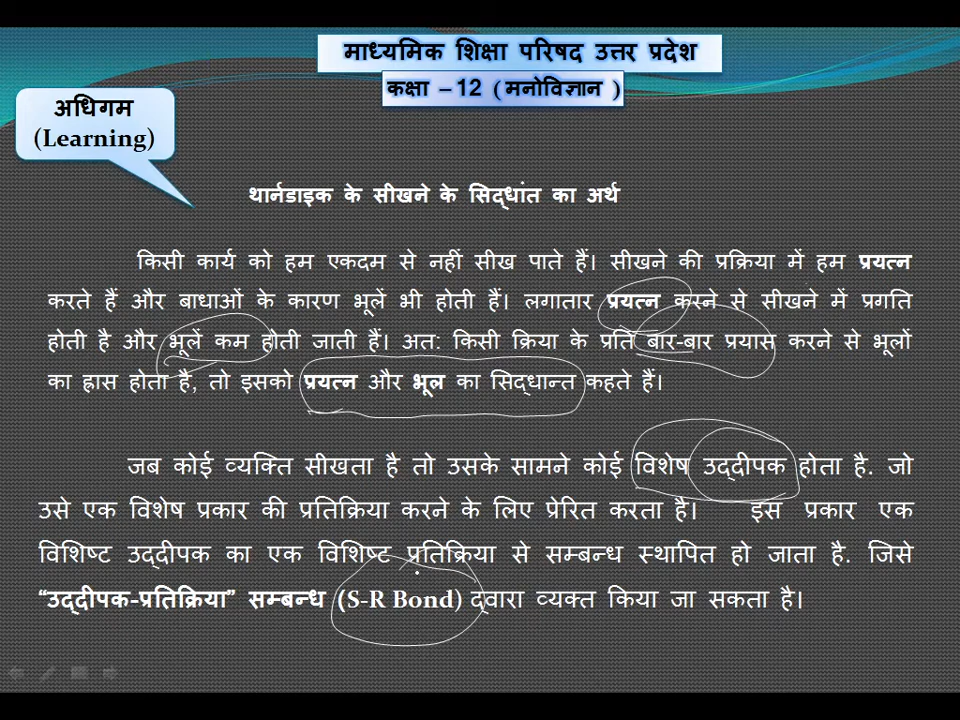 माध्यमिक शिक्षा परिषद उत्तर प्रदेश
कक्षा – 12 ( मनोविज्ञान )
अधिगम
(Learning)
थार्नडाइक के सीखने के सिद्धांत का अर्थ
किसी कार्य को हम एकदम से नहीं सीख पाते हैं। सीखने की प्रक्रिया में हम प्रयत्न
करते हैं और बाधाओं के कारण भूलें भी होती हैं। लगातार प्रयत्न करने से सीखने में प्रगति
होती है और भूलें कम होती जाती हैं। अत: किसी क्रिया के प्रति बार-बार प्रयास करने से भूलों
का ह्रास होता है, तो इसको प्रयत्न और भूल का सिद्धान्त कहते हैं।
जब कोई व्यक्ति सीखता है तो उसके सामने कोई विशेष उद्दीपक होता है. जो
उसे एक विशेष प्रकार की प्रतिक्रिया करने के लिए प्रेरित करता है। इस प्रकार एक
विशिष्ट उद्दीपक का एक विशिष्ट प्रतिक्रिया से सम्बन्ध स्थापित हो जाता है. जिसे
“उद्दीपक-प्रतिक्रिया” सम्बन्ध (S-R Bond) द्वारा व्यक्त किया जा सकता है।